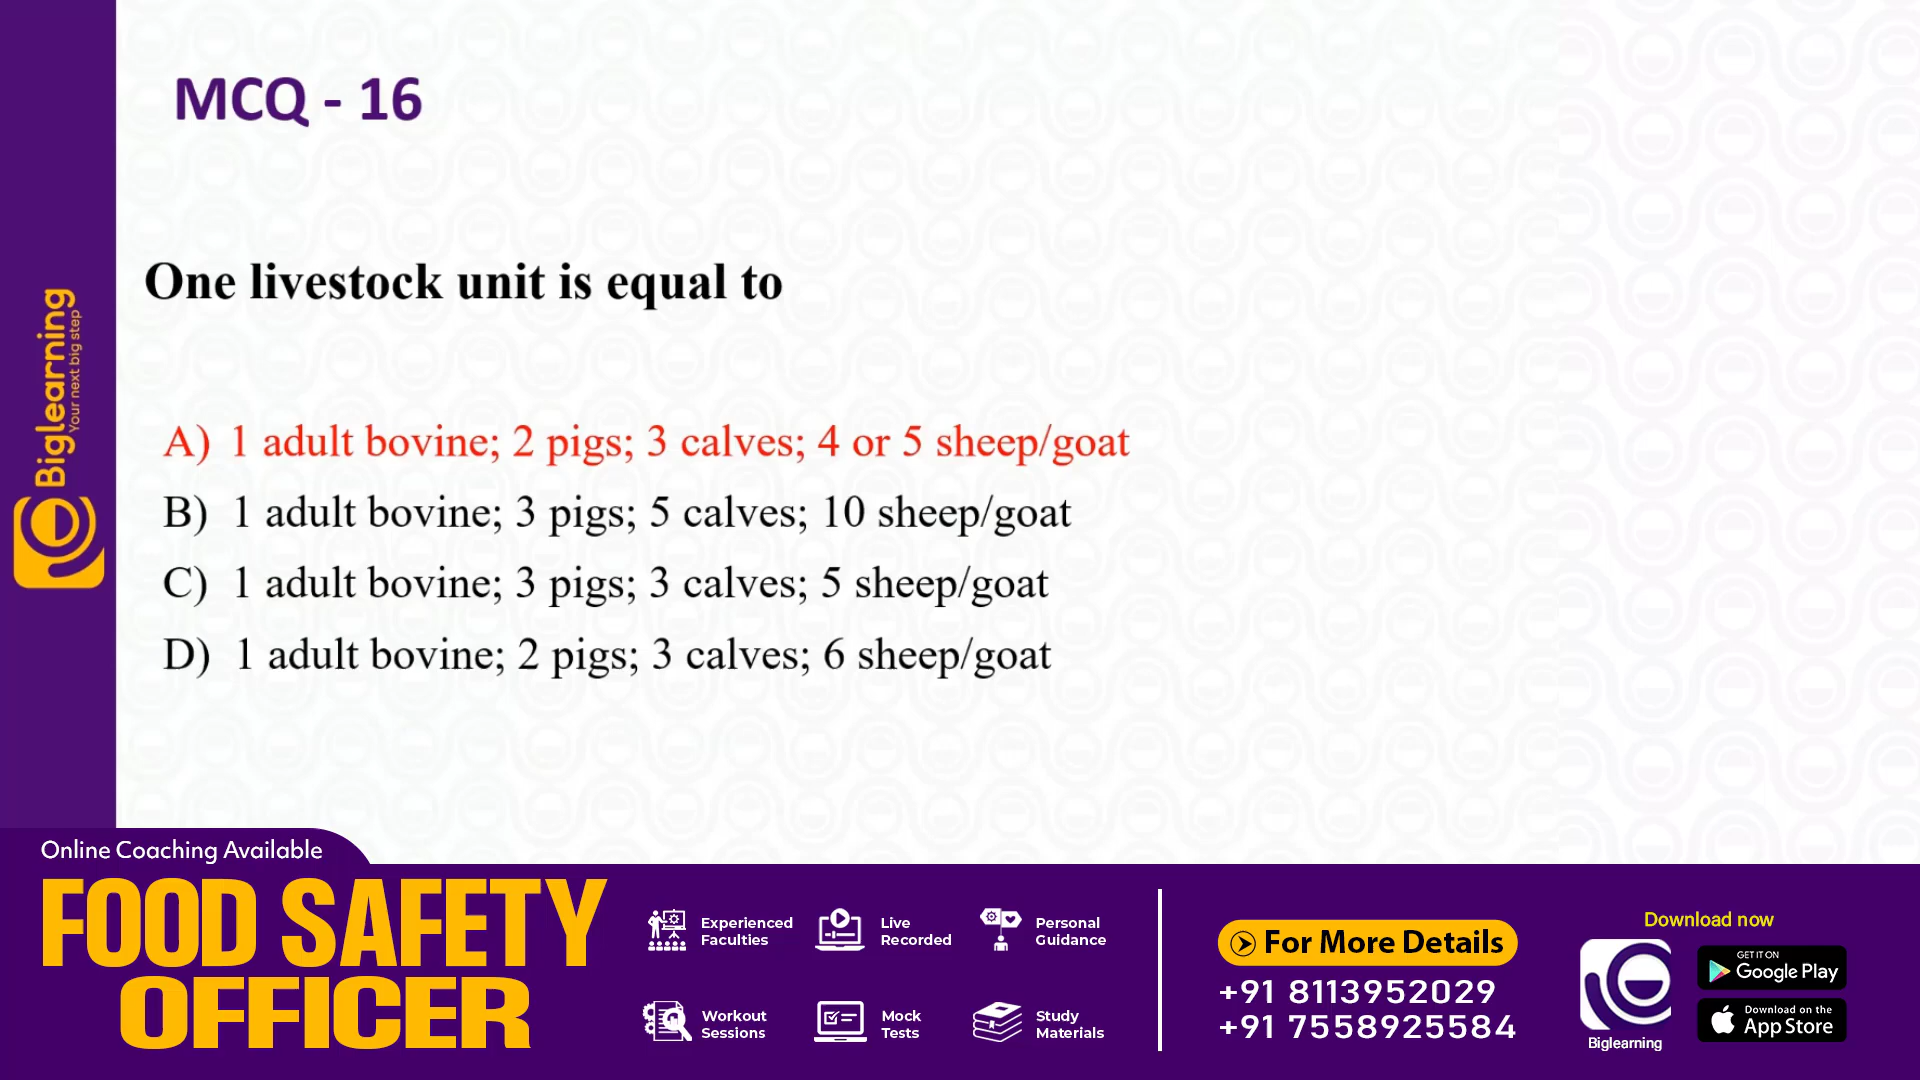 MCQ - 16
One livestock unit is equal to
A) 1 adult bovine; 2 pigs; 3 calves; 4 or 5 sheep/goat
B) 1 adult bovine; 3 pigs; 5 calves; 10 sheep/goat
C) 1 adult bovine; 3 pigs; 3 calves; 5 sheep/goat
D) 1 adult bovine; 2 pigs; 3 calves; 6 sheep/goat
Biglearning
Your next big step
Online Coaching Available
FOOD SAFETY
OFFICER
Experienced
Faculties
Live
Recorded
Personal
Guidance
Workout
Sessions
Mock
Tests
Study
Materials
For More Details
+91 8113952029
+91 7558925584
Download now
Biglearning
GET IT ON
Google Play
Download on the
App Store